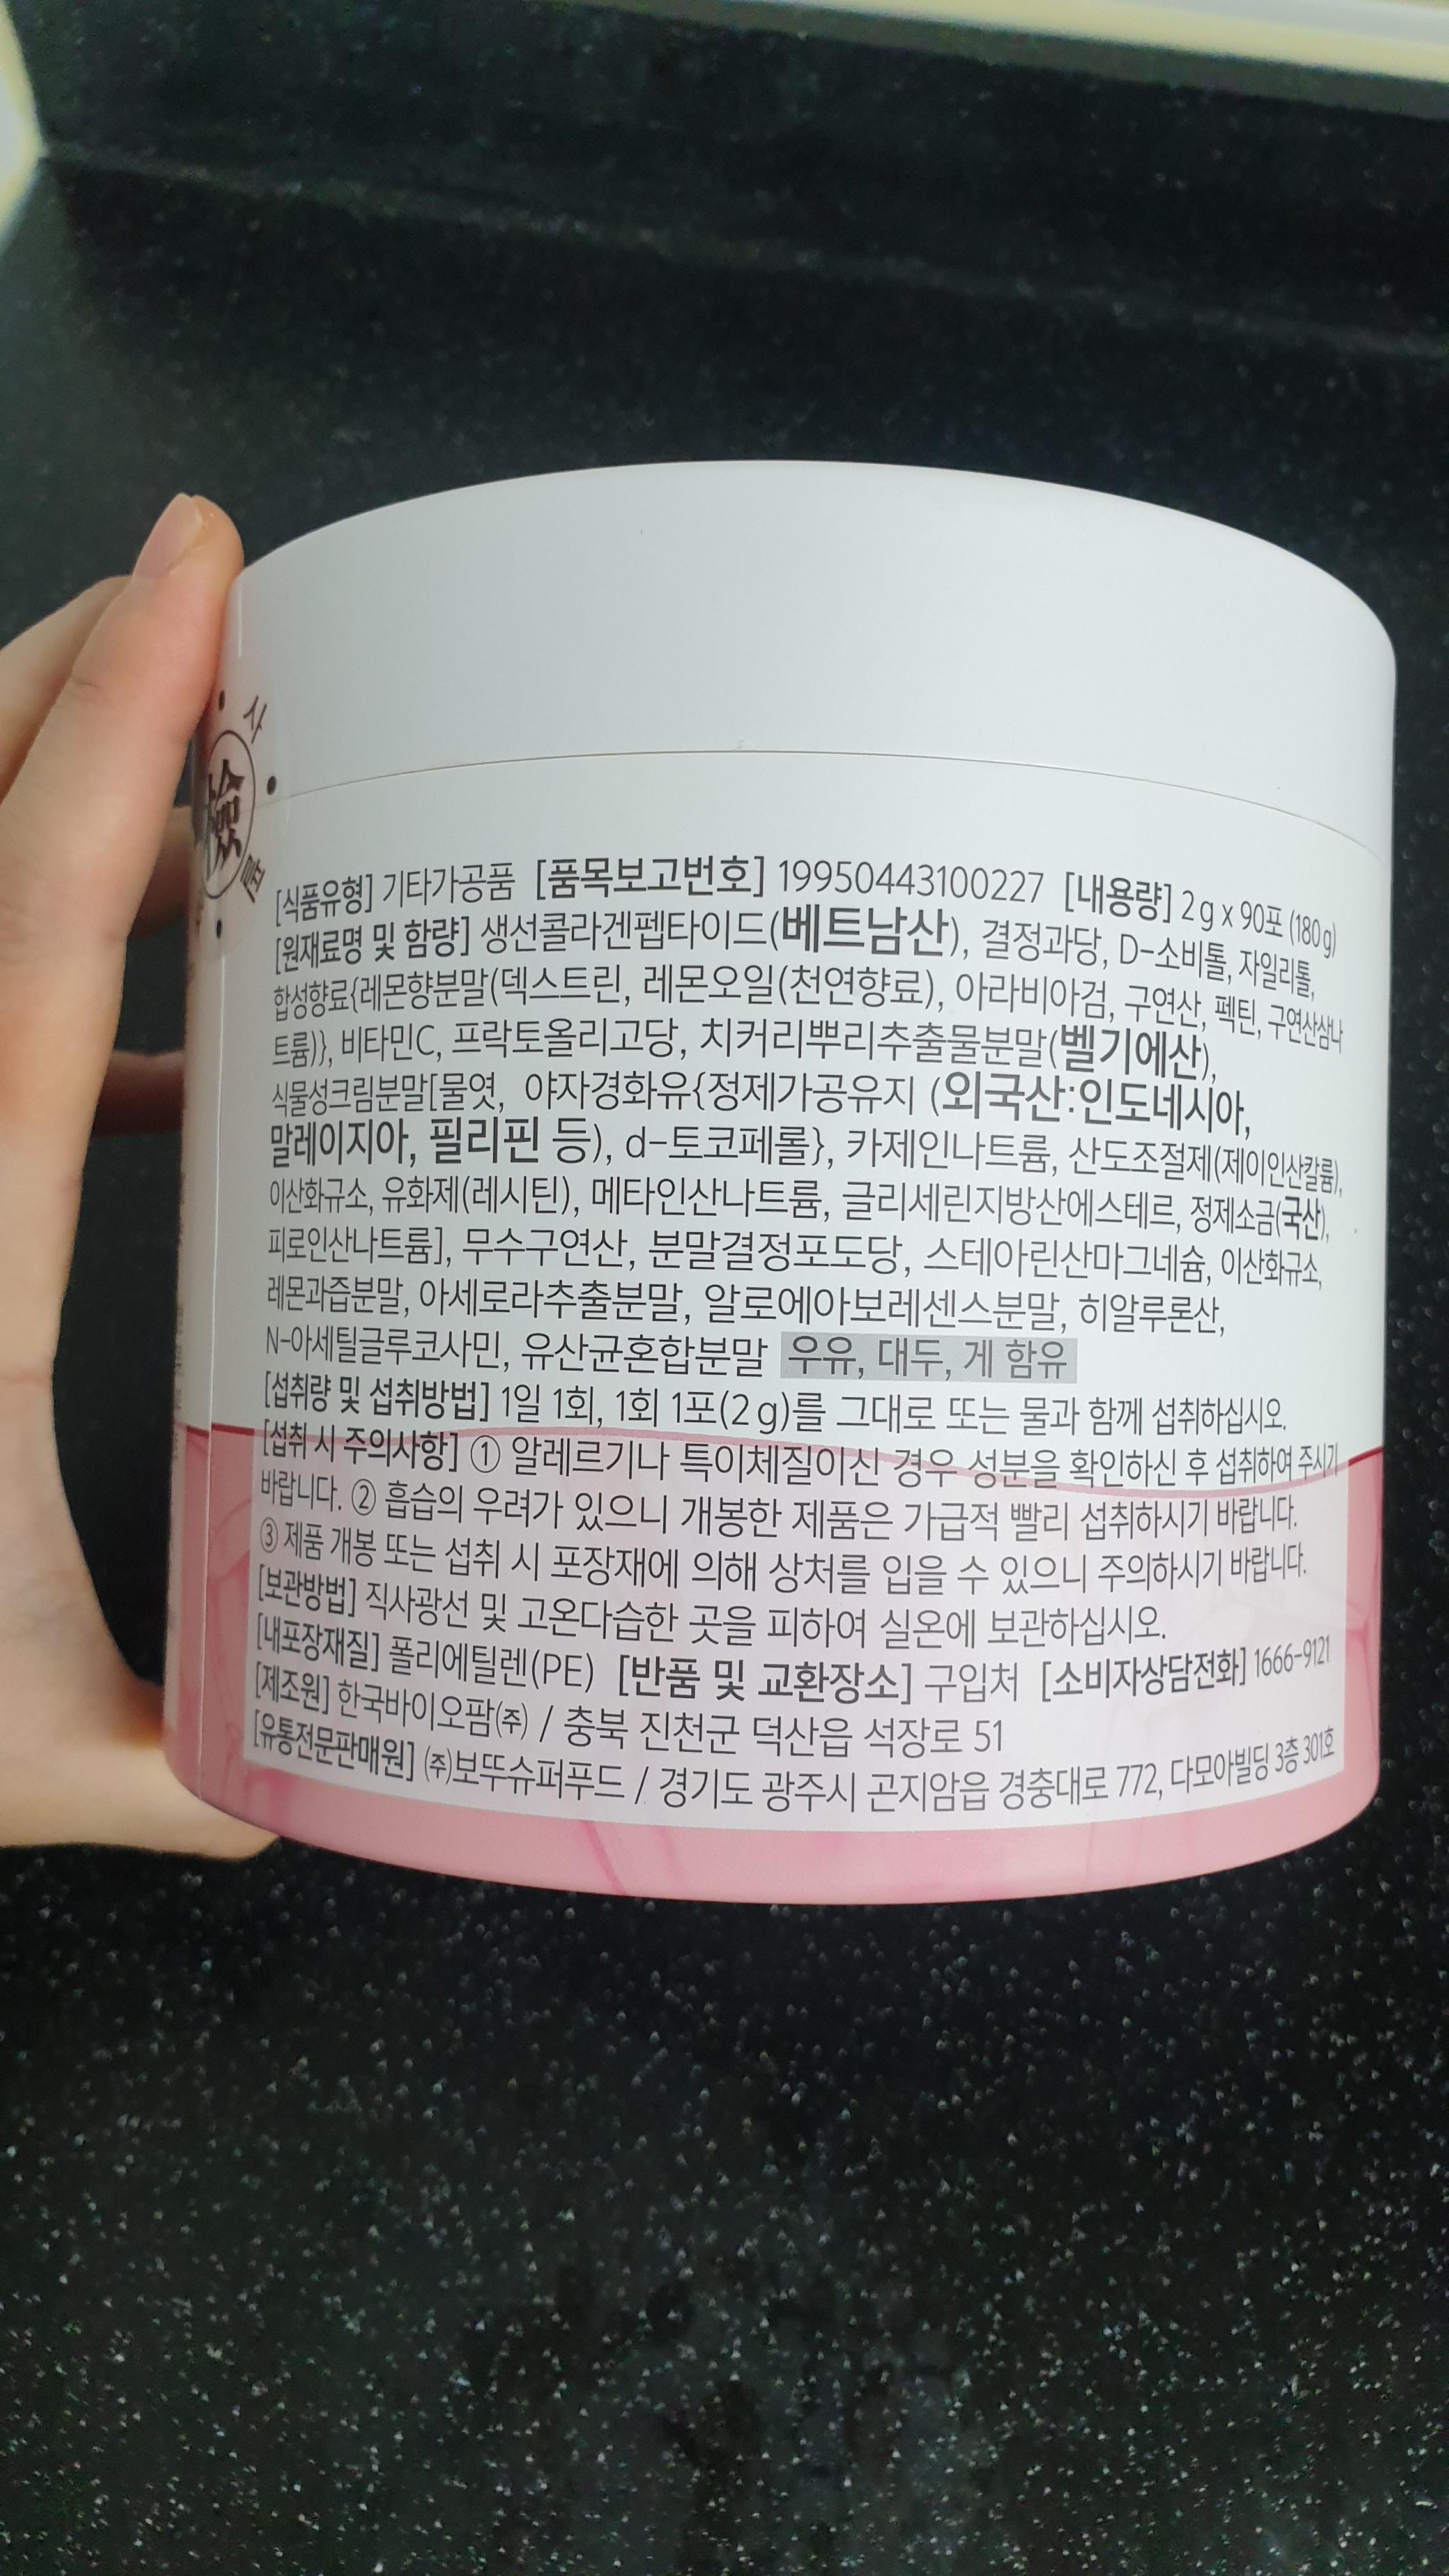 사
檢
필
[식품유형] 기타가공품 [품목보고번호] 19950443100227 [내용량] 2g x 90포 (180g)
[원재료명 및 함량] 생선콜라겐펩타이드(베트남산), 결정과당, D-소비톨, 자일리톨,
합성향료{레몬향분말(덱스트린, 레몬오일(천연향료), 아라비아검, 구연산, 펙틴, 구연산삼나
트륨)}, 비타민C, 프락토올리고당, 치커리뿌리추출물분말(벨기에산),
식물성크림분말[물엿, 야자경화유{정제가공유지 (외국산:인도네시아,
말레이지아, 필리핀 등), d-토코페롤}, 카제인나트륨, 산도조절제(제이인산칼륨),
이산화규소, 유화제(레시틴), 메타인산나트륨, 글리세린지방산에스테르, 정제소금(국산),
피로인산나트륨], 무수구연산, 분말결정포도당, 스테아린산마그네슘, 이산화규소,
레몬과즙분말, 아세로라추출분말, 알로에아보레센스분말, 히알루론산,
N-아세틸글루코사민, 유산균혼합분말 우유, 대두, 게 함유
[섭취량 및 섭취방법] 1일 1회, 1회 1포(2g)를 그대로 또는 물과 함께 섭취하십시오.
[섭취 시 주의사항] ① 알레르기나 특이체질이신 경우 성분을 확인하신 후 섭취하여 주시기
바랍니다. ② 흡습의 우려가 있으니 개봉한 제품은 가급적 빨리 섭취하시기 바랍니다.
③ 제품 개봉 또는 섭취 시 포장재에 의해 상처를 입을 수 있으니 주의하시기 바랍니다.
[보관방법] 직사광선 및 고온다습한 곳을 피하여 실온에 보관하십시오.
[내포장재질] 폴리에틸렌(PE) [반품 및 교환장소] 구입처 [소비자상담전화] 1666-9121
[제조원] 한국바이오팜㈜ / 충북 진천군 덕산읍 석장로 51
[유통전문판매원] ㈜보뚜슈퍼푸드 / 경기도 광주시 곤지암읍 경충대로 772, 다모아빌딩 3층 301호